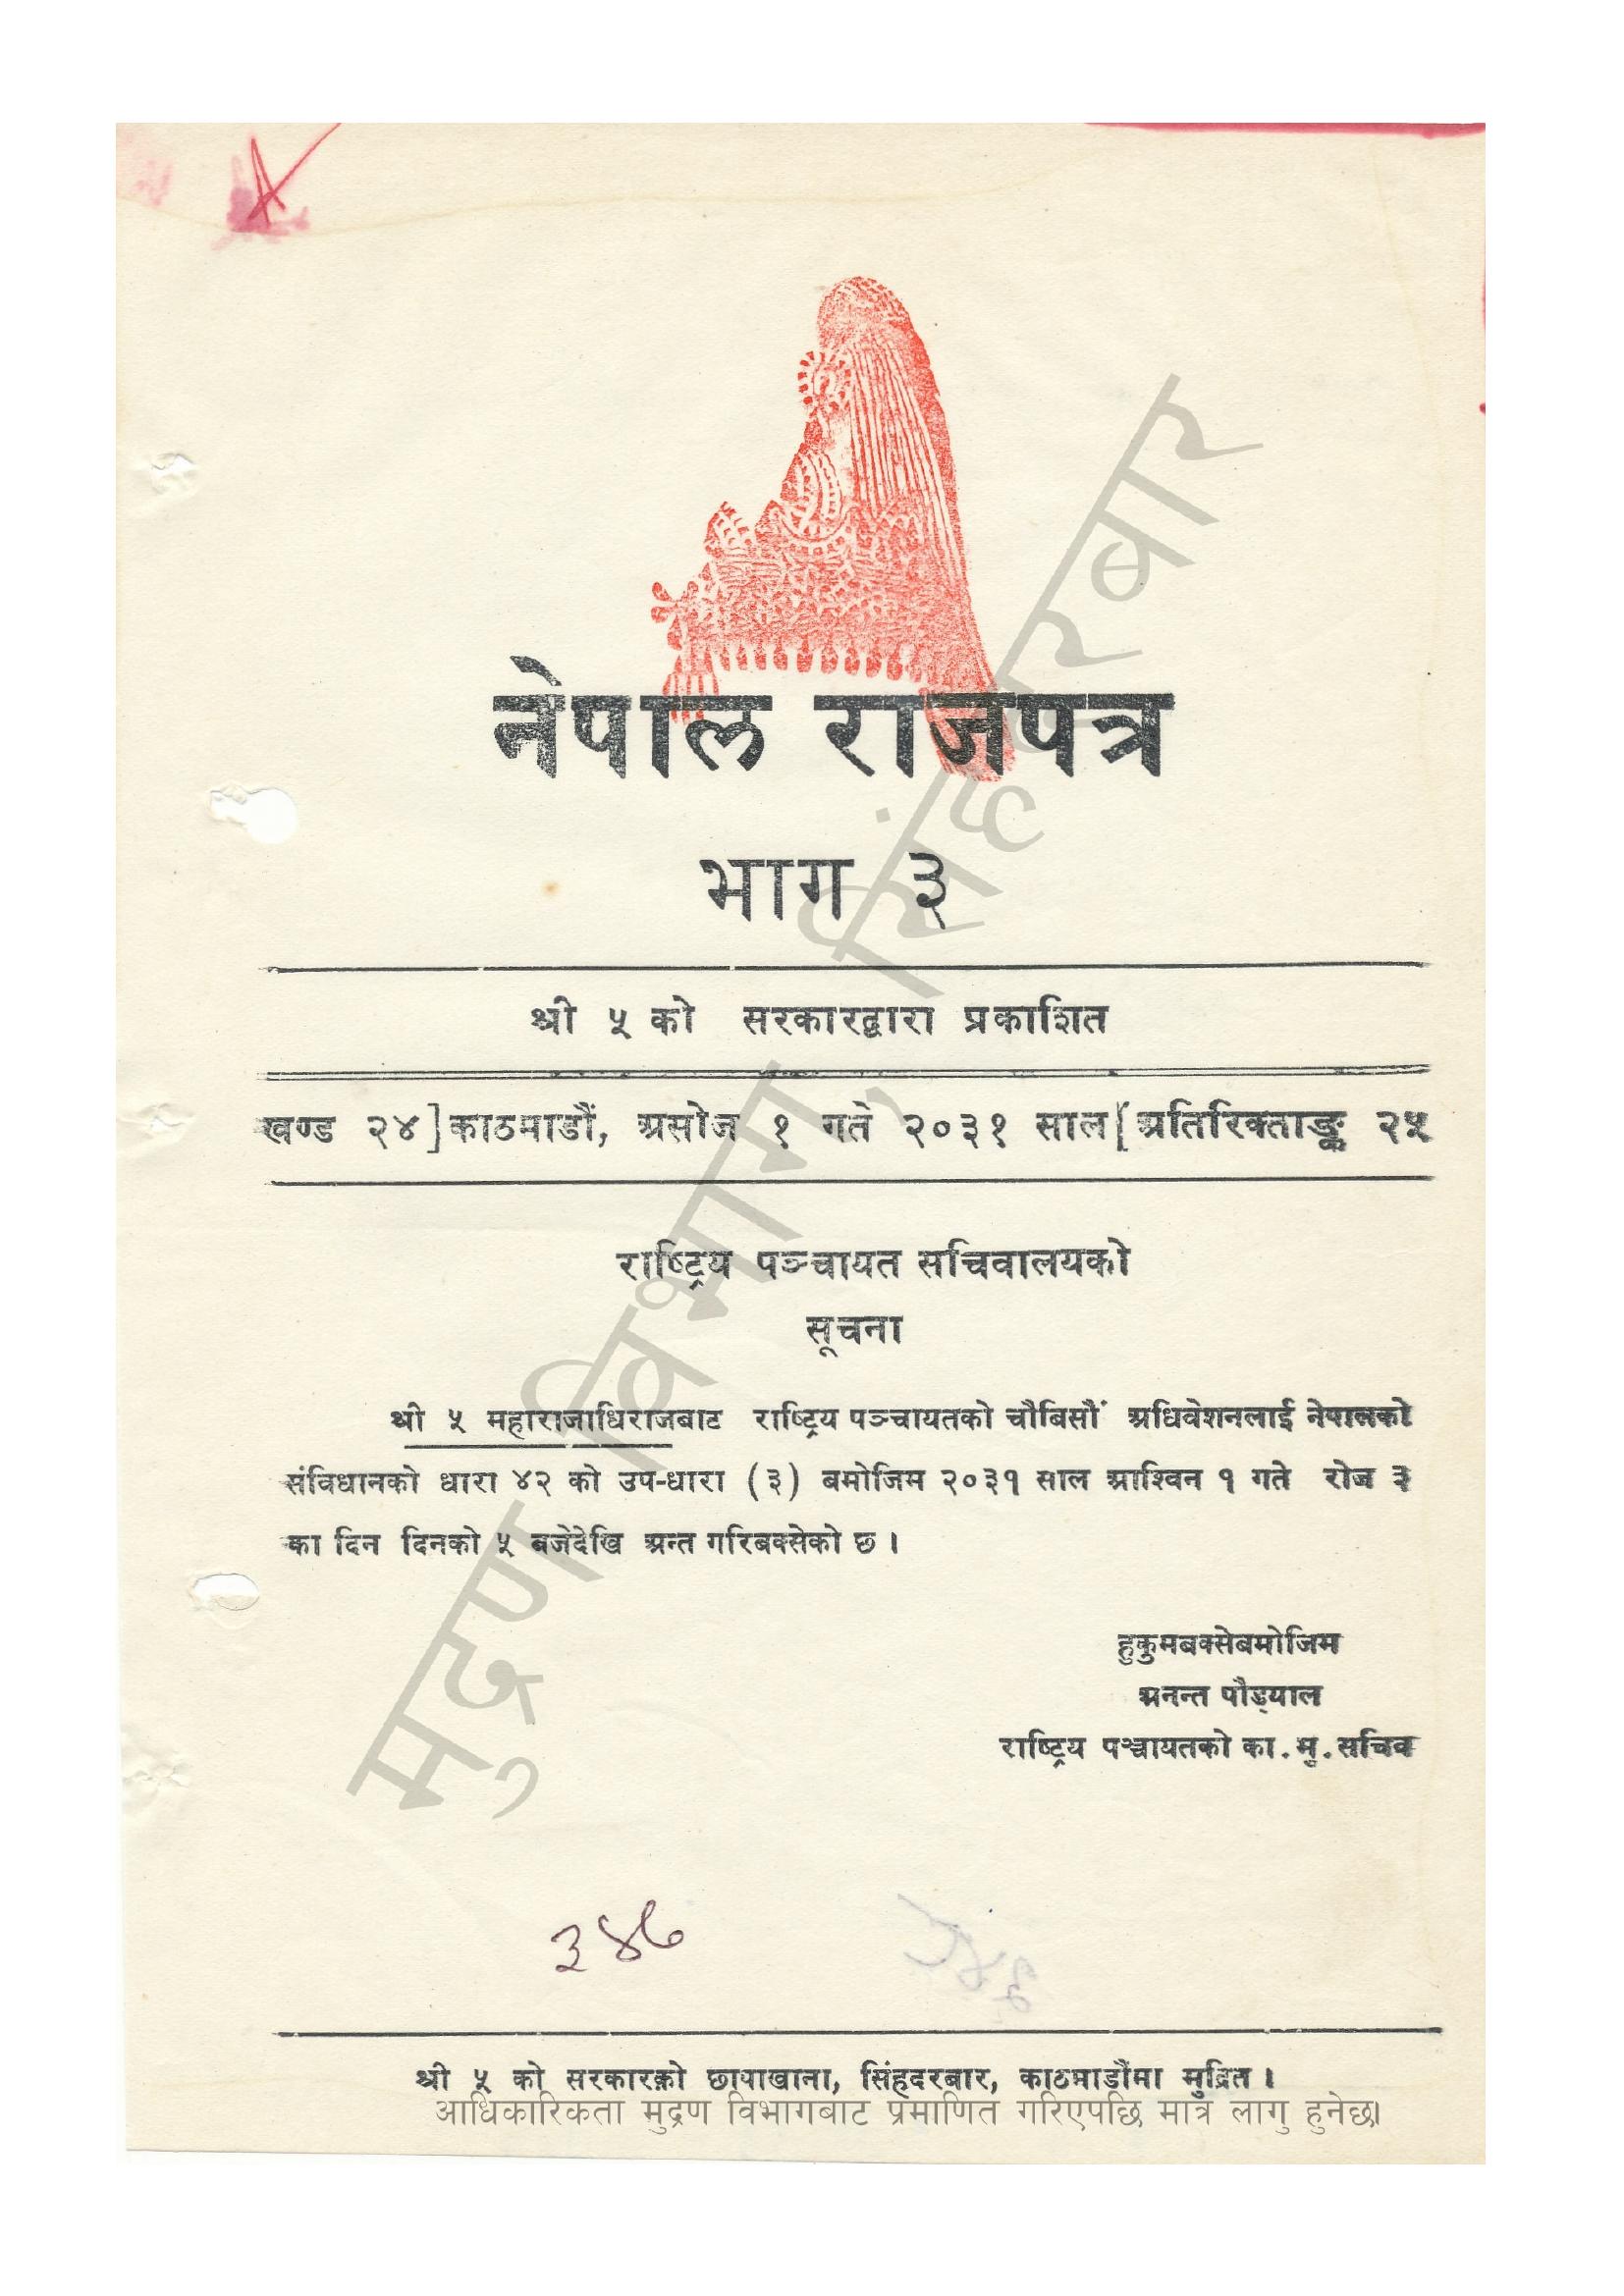 नेपाल राजपत्र
भाग ३
श्री ५ को सरकारद्वारा प्रकाशित
खण्ड २४] काठमाडौं, असोज १ गते २०३१ साल [अतिरिक्ताङ्क २५
राष्ट्रिय पञ्चायत सचिवालयको
सूचना
श्री ५ महाराजाधिराजबाट राष्ट्रिय पञ्चायतको चौबिसौं अधिवेशनलाई नेपालको
संविधानको धारा ४२ को उप-धारा (३) बमोजिम २०३१ साल आश्विन १ गते रोज ३
का दिन दिनको ५ बजेदेखि अन्त गरिबक्सेको छ ।
हुकुमबक्सेबमोजिम
अनन्त पौड्याल
राष्ट्रिय पञ्चायतको का.मु.सचिव
३४७
श्री ५ को सरकारको छापाखाना, सिंहदरबार, काठमाडौंमा मुद्रित ।
आधिकारिकता मुद्रण विभागबाट प्रमाणित गरिएपछि मात्र लागु हुनेछ।
मुद्रण विभाग, सिंहदरबार